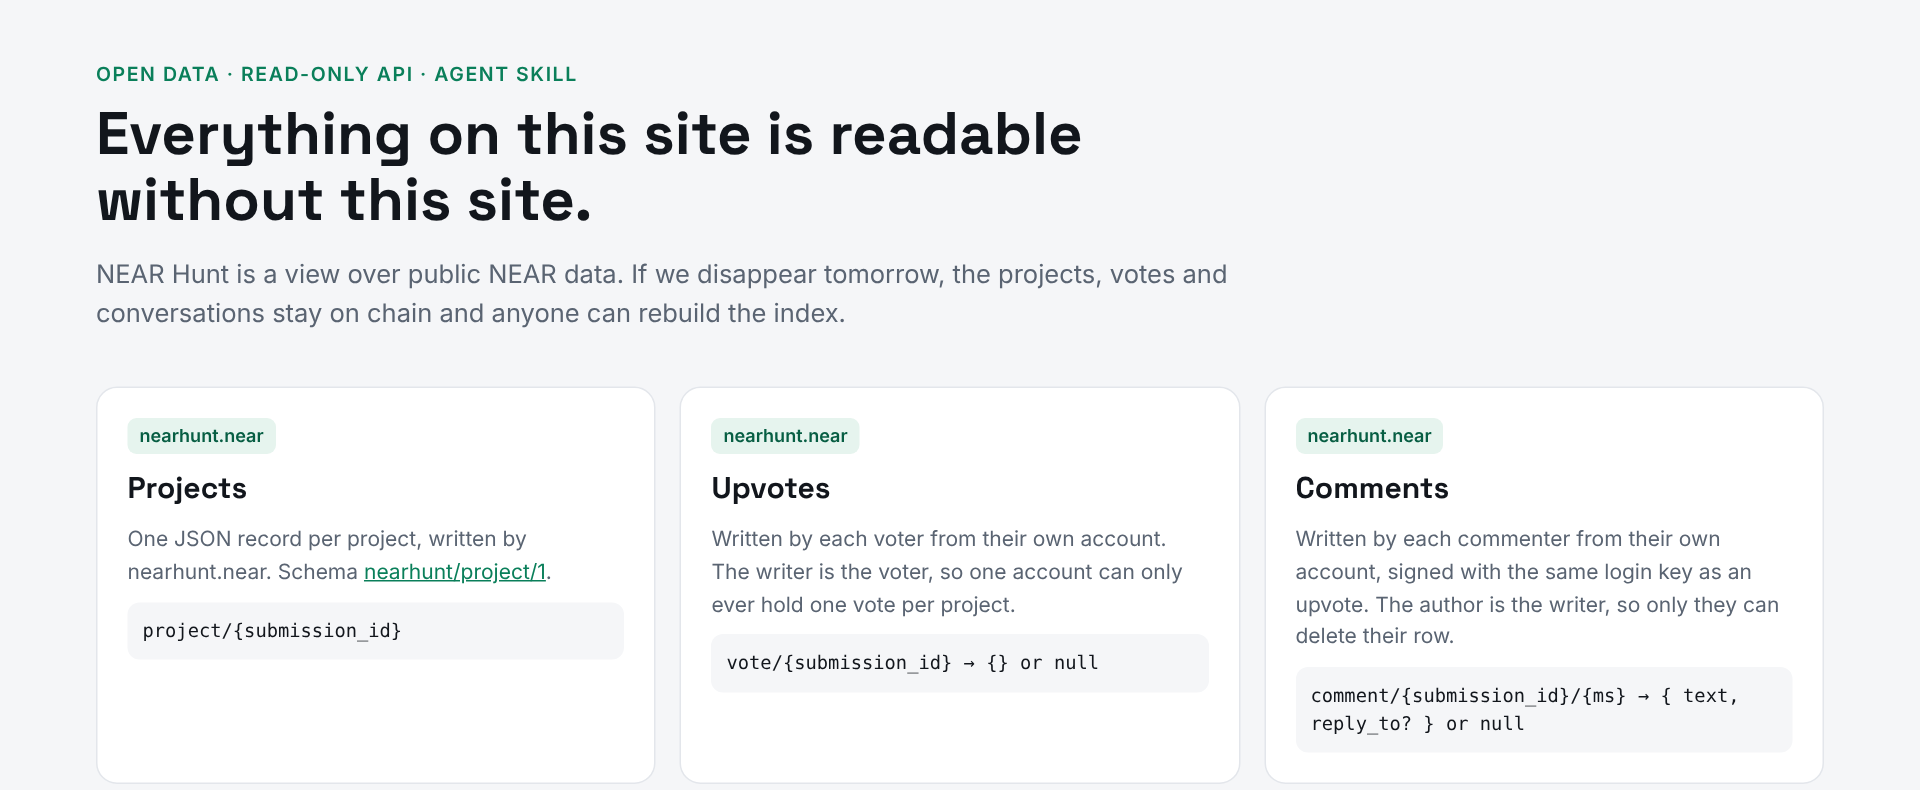 OPEN DATA · READ-ONLY API · AGENT SKILL
Everything on this site is readable
without this site.
NEAR Hunt is a view over public NEAR data. If we disappear tomorrow, the projects, votes and
conversations stay on chain and anyone can rebuild the index.
nearhunt.near
Projects
One JSON record per project, written by
nearhunt.near. Schema nearhunt/project/1.
project/{submission_id}
nearhunt.near
Upvotes
Written by each voter from their own account.
The writer is the voter, so one account can only
ever hold one vote per project.
vote/{submission_id} → {} or null
nearhunt.near
Comments
Written by each commenter from their own
account, signed with the same login key as an
upvote. The author is the writer, so only they can
delete their row.
comment/{submission_id}/{ms} → { text,
reply_to? } or null